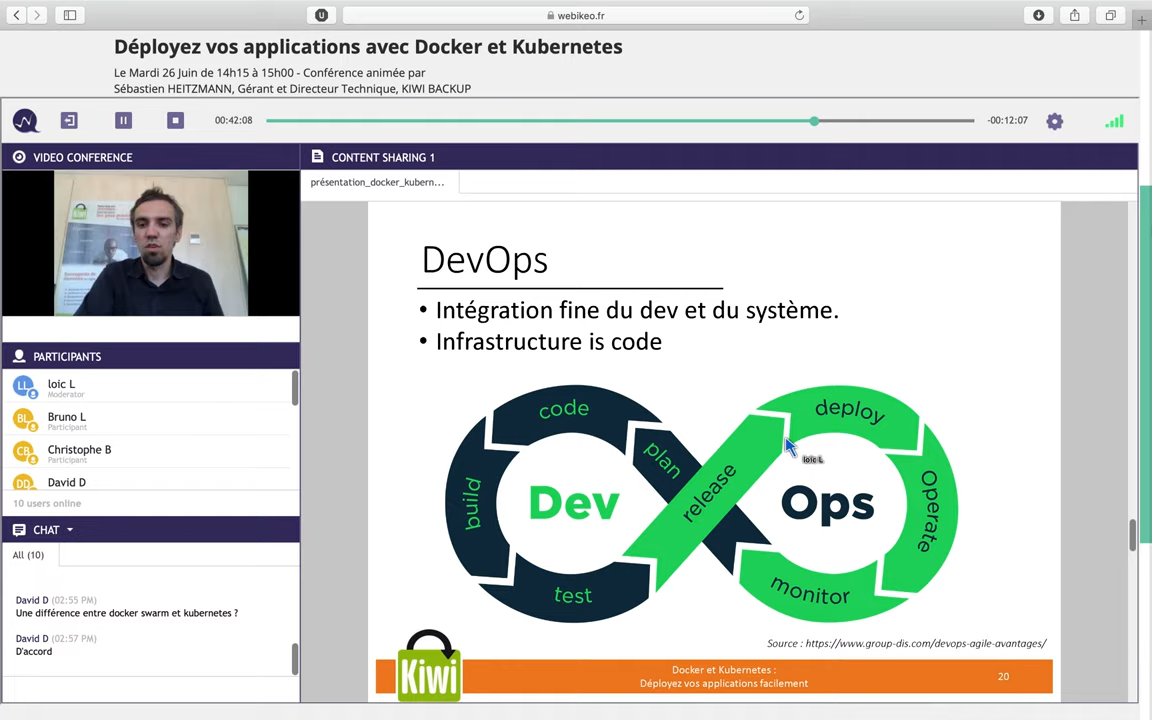 webikeo.fr
Déployez vos applications avec Docker et Kubernetes
Le Mardi 26 Juin de 14h15 à 15h00 - Conférence animée par
Sébastien HEITZMANN, Gérant et Directeur Technique, KIWI BACKUP
00:42:08
-00:12:07
VIDEO CONFERENCE
CONTENT SHARING 1
présentation_docker_kubern...
PARTICIPANTS
LL
loic L
Moderator
BL
Bruno L
Participant
CB
Christophe B
Participant
DD
David D
10 users online
CHAT
All (10)
David D (02:55 PM)
Une différence entre docker swarm et kubernetes ?
David D (02:57 PM)
D'accord
DevOps
• Intégration fine du dev et du système.
• Infrastructure is code
code
plan
build
test
release
deploy
Operate
monitor
Dev
Ops
loic L
Source : https://www.group-dis.com/devops-agile-avantages/
Kiwi
Docker et Kubernetes :
Déployez vos applications facilement
20